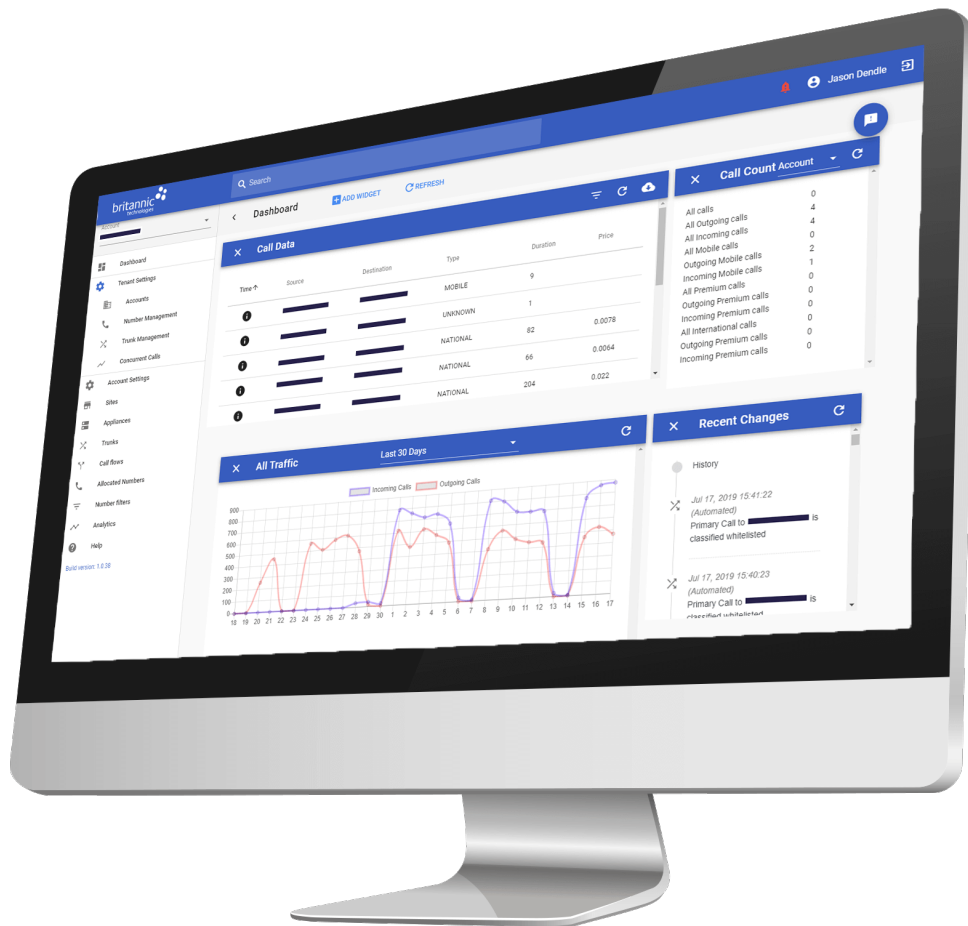 britannic
technologies
Search
Jason Dendle
Account
Dashboard
Tenant Settings
Accounts
Number Management
Trunk Management
Concurrent Calls
Account Settings
Sites
Appliances
Trunks
Call flows
Allocated Numbers
Number filters
Analytics
Help
Build version: 1.0.38
Dashboard ADD WIDGET REFRESH
Call Data
Time Source Destination Type Duration Price
MOBILE 9
UNKNOWN 1
NATIONAL 82 0.0078
NATIONAL 66 0.0064
NATIONAL 204 0.022
Call Count Account
All calls 0
All Outgoing calls 4
All Incoming calls 4
All Mobile calls 0
Outgoing Mobile calls 2
Incoming Mobile calls 1
All Premium calls 0
Outgoing Premium calls 0
Incoming Premium calls 0
All International calls 0
Outgoing Premium calls 0
Incoming Premium calls 0
All Traffic Last 30 Days
Incoming Calls Outgoing Calls
900
800
700
600
500
400
300
200
100
0
18 19 20 21 22 23 24 25 26 27 28 29 30 1 2 3 4 5 6 7 8 9 10 11 12 13 14 15 16 17
Recent Changes
History
Jul 17, 2019 15:41:22
(Automated)
Primary Call to is
classified whitelisted
Jul 17, 2019 15:40:23
(Automated)
Primary Call to is
classified whitelisted